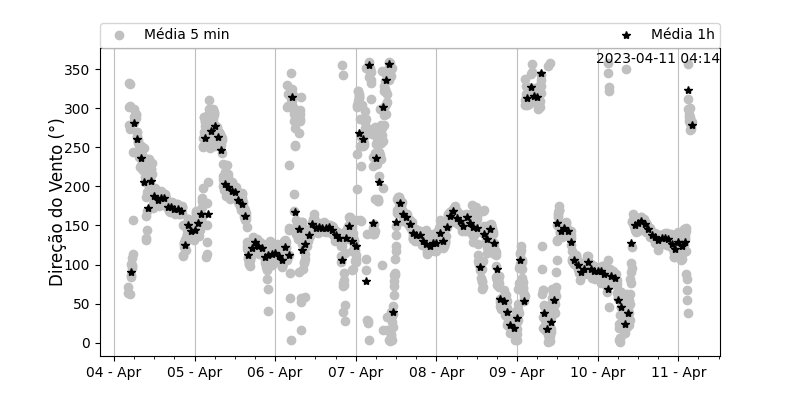 Média 5 min
Média 1h
2023-04-11 04:14
Direção do Vento (°)
350
300
250
200
150
100
50
0
04 - Apr
05 - Apr
06 - Apr
07 - Apr
08 - Apr
09 - Apr
10 - Apr
11 - Apr